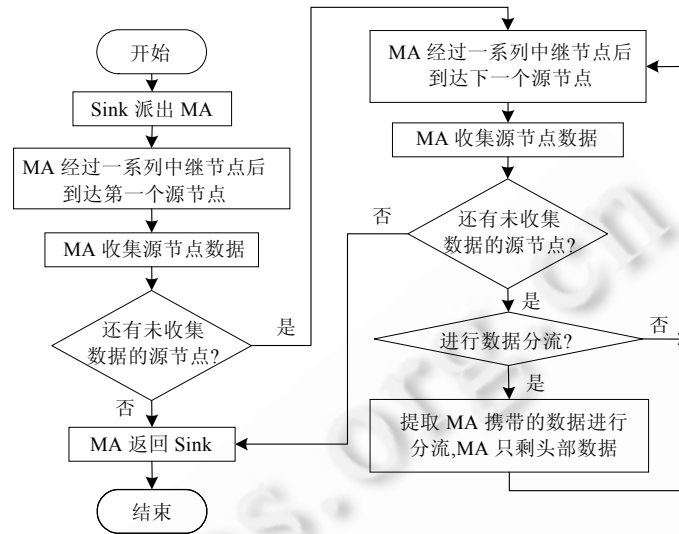 开始
Sink 派出 MA
MA 经过一系列中继节点后
到达第一个源节点
MA 收集源节点数据
还有未收集
数据的源节点?
是
否
MA 返回 Sink
结束
MA 经过一系列中继节点后
到达下一个源节点
MA 收集源节点数据
还有未收集
数据的源节点?
否
是
进行数据分流?
否
是
提取 MA 携带的数据进行
分流,MA 只剩头部数据